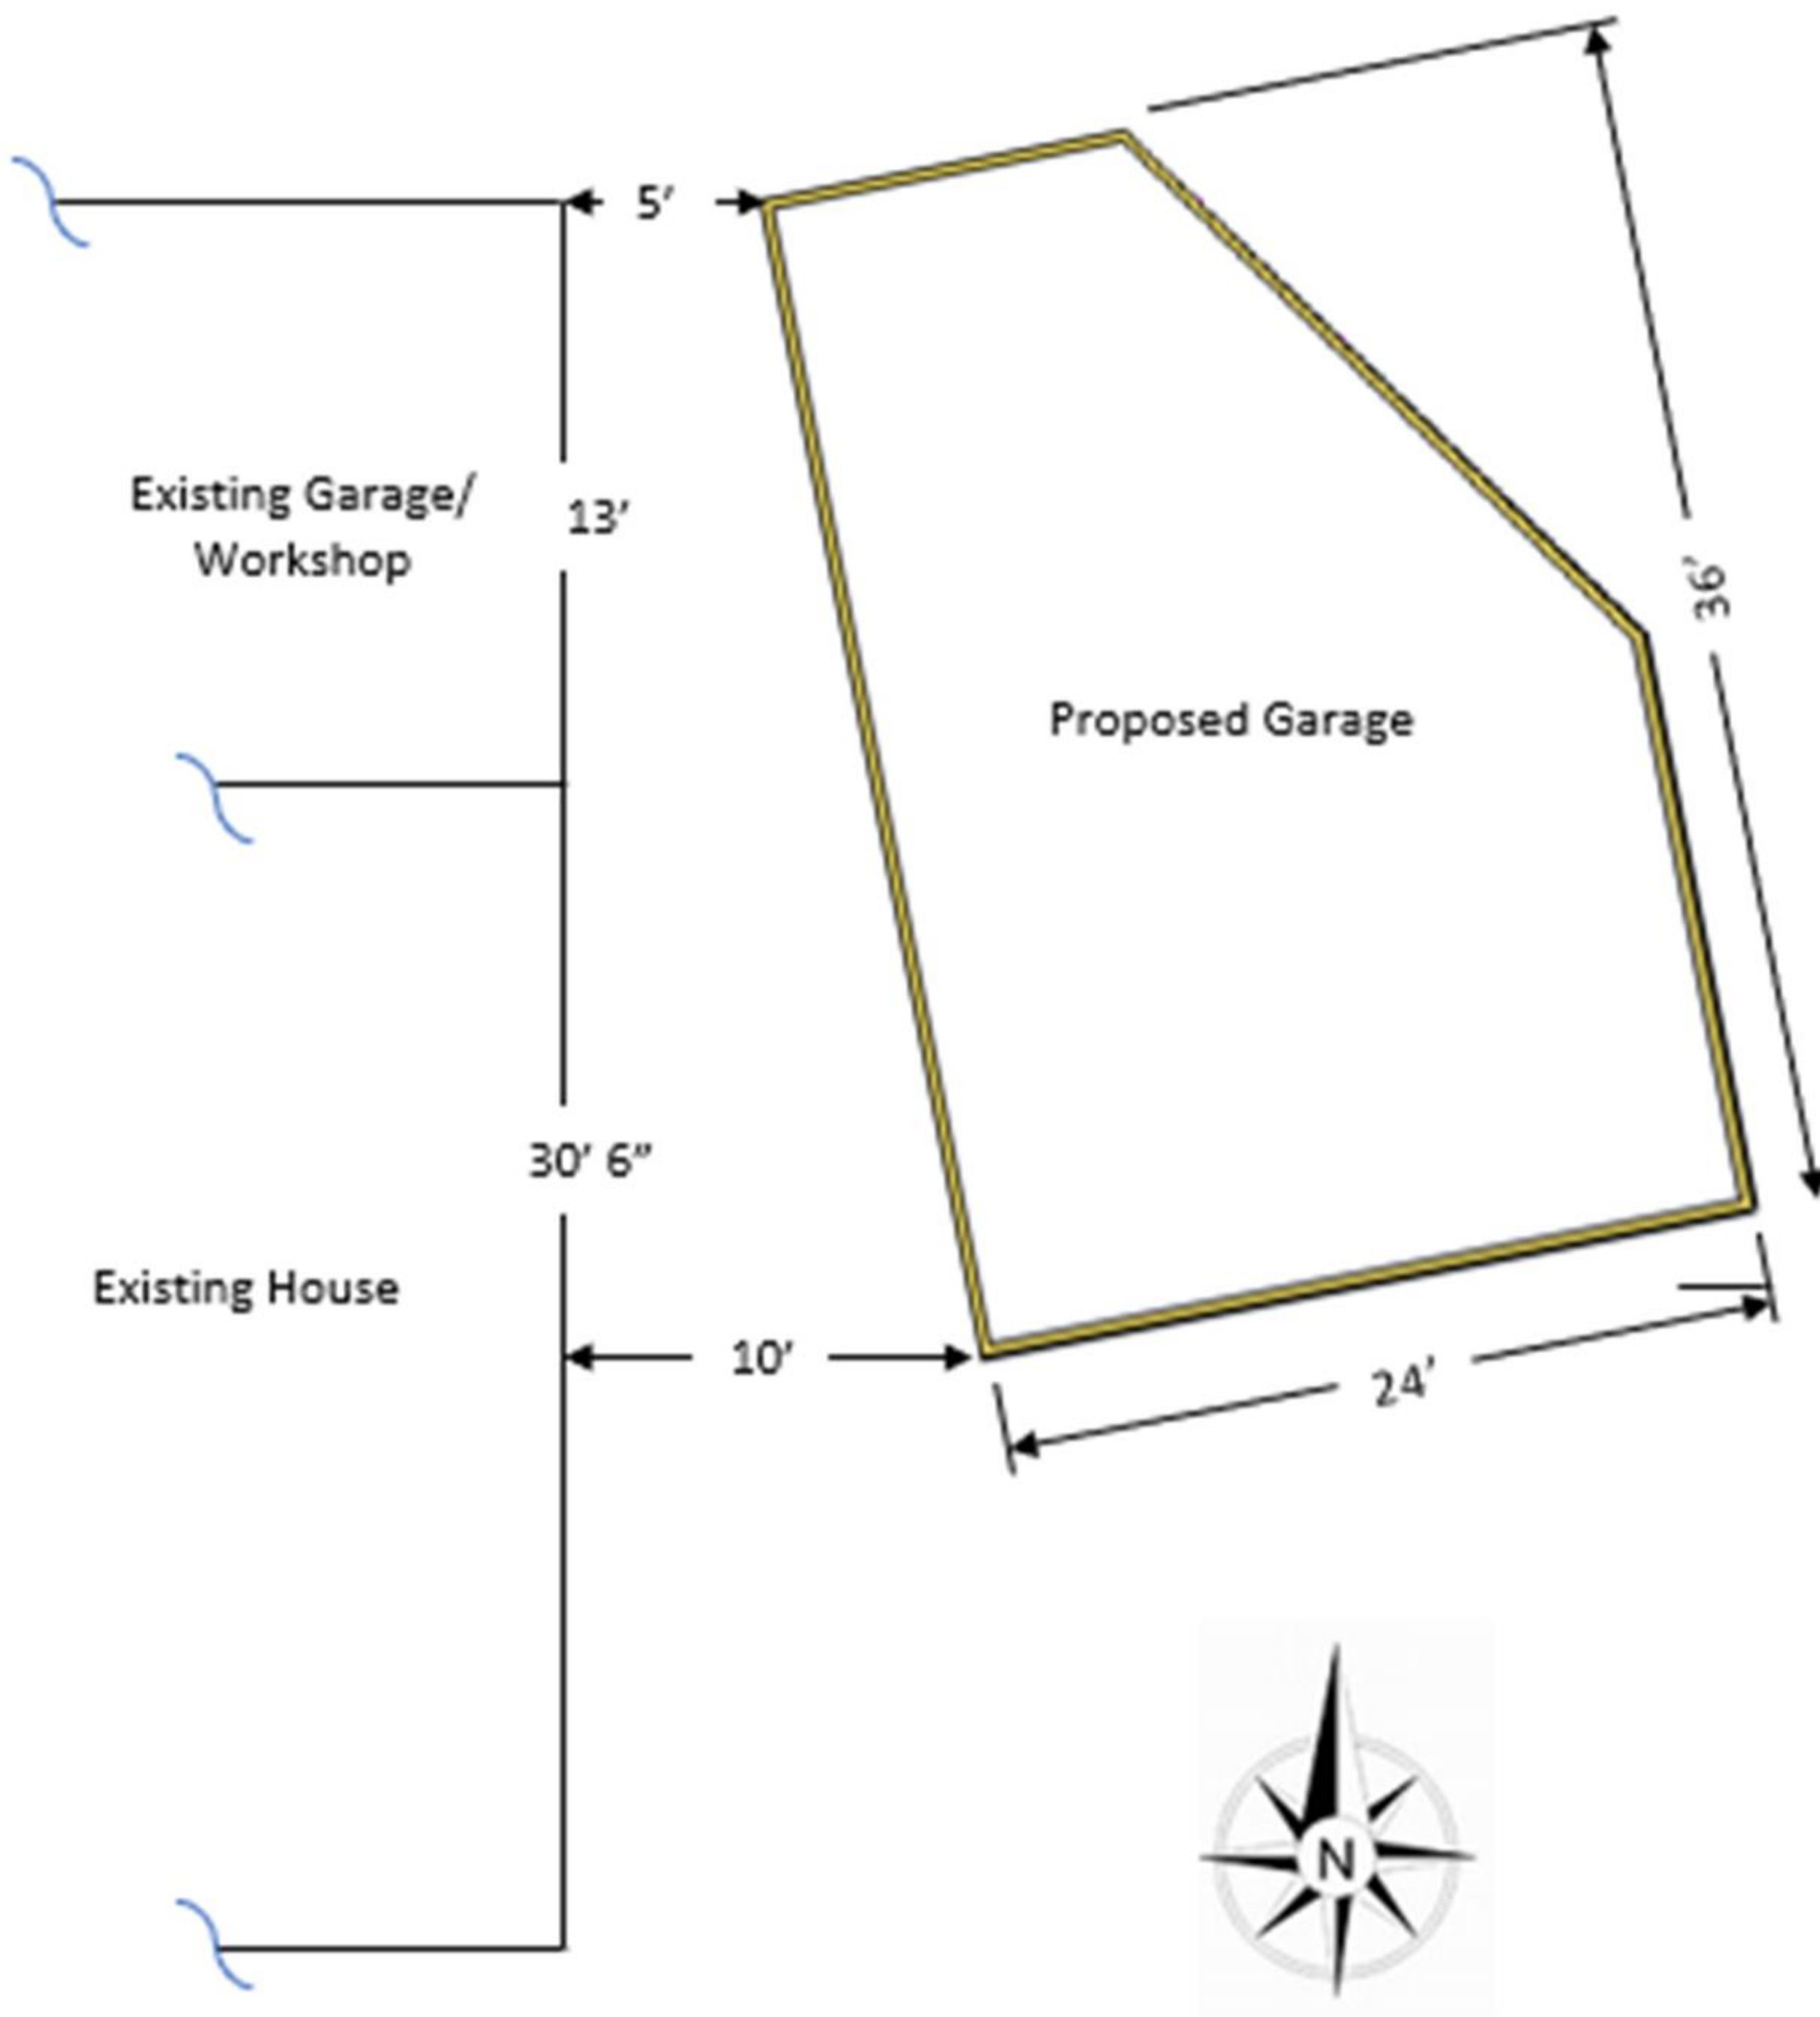 5′
Existing Garage/
Workshop
13′
36′
Proposed Garage
30′ 6″
Existing House
10′
24′
N